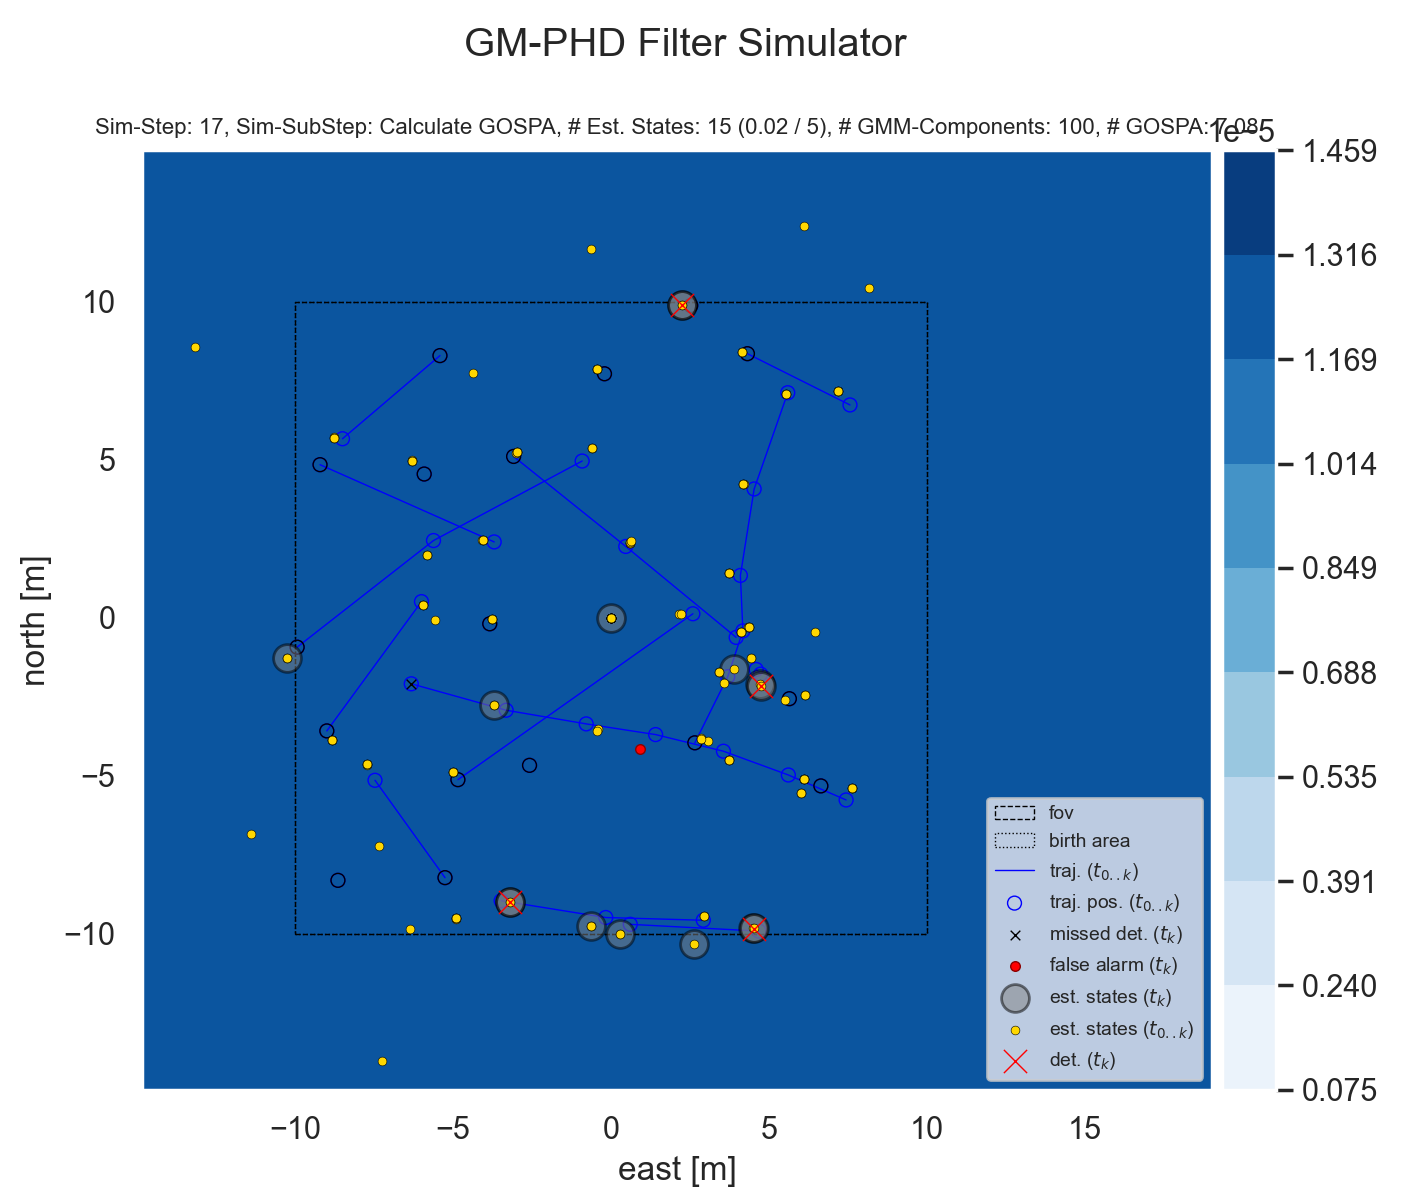 GM-PHD Filter Simulator
Sim-Step: 17, Sim-SubStep: Calculate GOSPA, # Est. States: 15 (0.02 / 5), # GMM-Components: 100, # GOSPA: 7.08
1e−5
1.459
1.316
1.169
1.014
0.849
0.688
0.535
0.391
0.240
0.075
10
5
0
−5
−10
north [m]
fov
birth area
traj. (t0..k)
traj. pos. (t0..k)
missed det. (tk)
false alarm (tk)
est. states (tk)
est. states (t0..k)
det. (tk)
−10
−5
0
5
10
15
east [m]